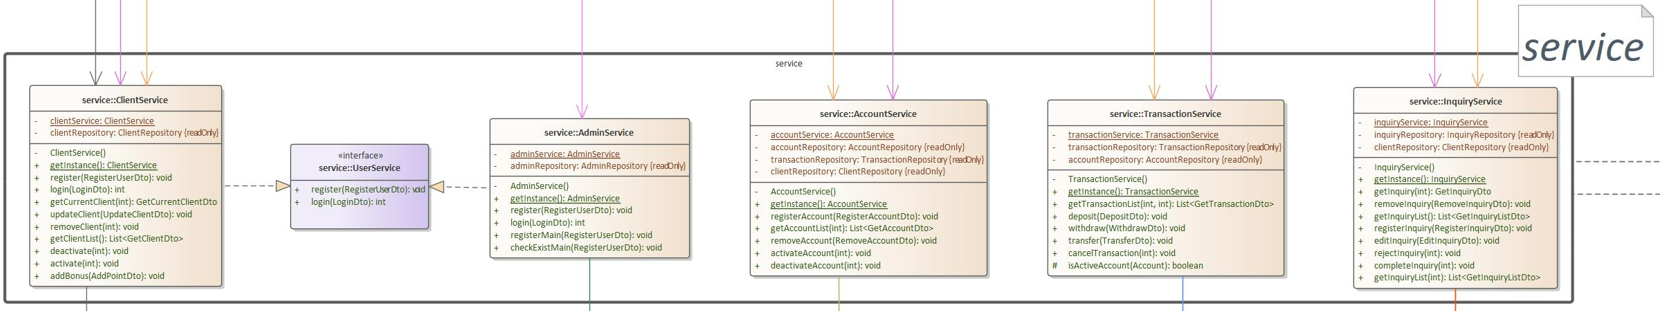 service
service
service::ClientService
- clientService: ClientService
- clientRepository: ClientRepository {readOnly}
- ClientService()
+ getInstance(): ClientService
+ register(RegisterUserDto): void
+ login(LoginDto): int
+ getCurrentClient(int): GetCurrentClientDto
+ updateClient(UpdateClientDto): void
+ removeClient(int): void
+ getClientList(): List<GetClientDto>
+ deactivate(int): void
+ activate(int): void
+ addBonus(AddPointDto): void
«interface»
service::UserService
+ register(RegisterUserDto): void
+ login(LoginDto): int
service::AdminService
- adminService: AdminService
- adminRepository: AdminRepository {readOnly}
- AdminService()
+ getInstance(): AdminService
+ register(RegisterUserDto): void
+ login(LoginDto): int
+ registerMain(RegisterUserDto): void
+ checkExistMain(RegisterUserDto): void
service::AccountService
- accountService: AccountService
- accountRepository: AccountRepository {readOnly}
- transactionRepository: TransactionRepository {readOnly}
- clientRepository: ClientRepository {readOnly}
- AccountService()
+ getInstance(): AccountService
+ registerAccount(RegisterAccountDto): void
+ getAccountList(int): List<GetAccountDto>
+ removeAccount(RemoveAccountDto): void
+ activateAccount(int): void
+ deactivateAccount(int): void
service::TransactionService
- transactionService: TransactionService
- transactionRepository: TransactionRepository {readOnly}
- accountRepository: AccountRepository {readOnly}
- TransactionService()
+ getInstance(): TransactionService
+ getTransactionList(int, int): List<GetTransactionDto>
+ deposit(DepositDto): void
+ withdraw(WithdrawDto): void
+ transfer(TransferDto): void
+ cancelTransaction(int): void
# isActiveAccount(Account): boolean
service::InquiryService
- inquiryService: InquiryService
- inquiryRepository: InquiryRepository {readOnly}
- clientRepository: ClientRepository {readOnly}
- InquiryService()
+ getInstance(): InquiryService
+ getInquiry(int): GetInquiryDto
+ removeInquiry(RemoveInquiryDto): void
+ getInquiryList(): List<GetInquiryListDto>
+ registerInquiry(RegisterInquiryDto): void
+ editInquiry(EditInquiryDto): void
+ rejectInquiry(int): void
+ completeInquiry(int): void
+ getInquiryList(int): List<GetInquiryListDto>